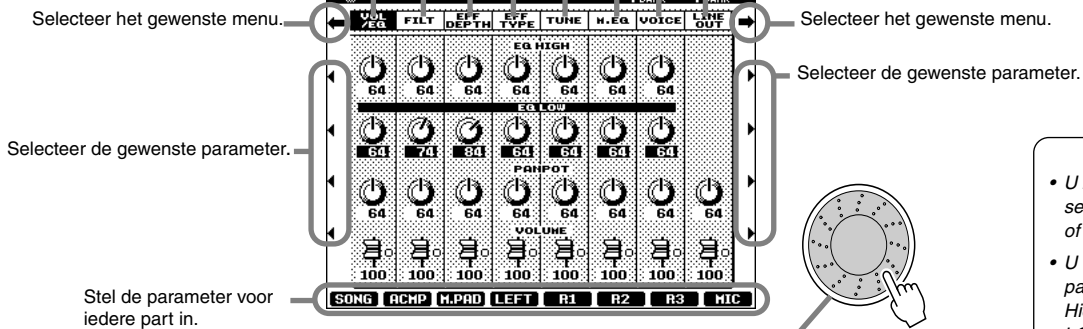 Selecteer het gewenste menu.
VOL /EQ FILT EFF DEPTH EFF TYPE TUNE M.EQ VOICE LINE OUT
Selecteer het gewenste menu.
EQ HIGH
64 64 64 64 64 64 64
Selecteer de gewenste parameter.
EQ LOW
64 74 84 64 64 64 64
Selecteer de gewenste parameter.
PANPOT
64 64 64 64 64 64 64 64
VOLUME
100 100 100 100 100 100 100 100
SONG ACMP M.PAD LEFT R1 R2 R3 MIC
Stel de parameter voor
iedere part in.
• U
se
of
• U
pa
Hi